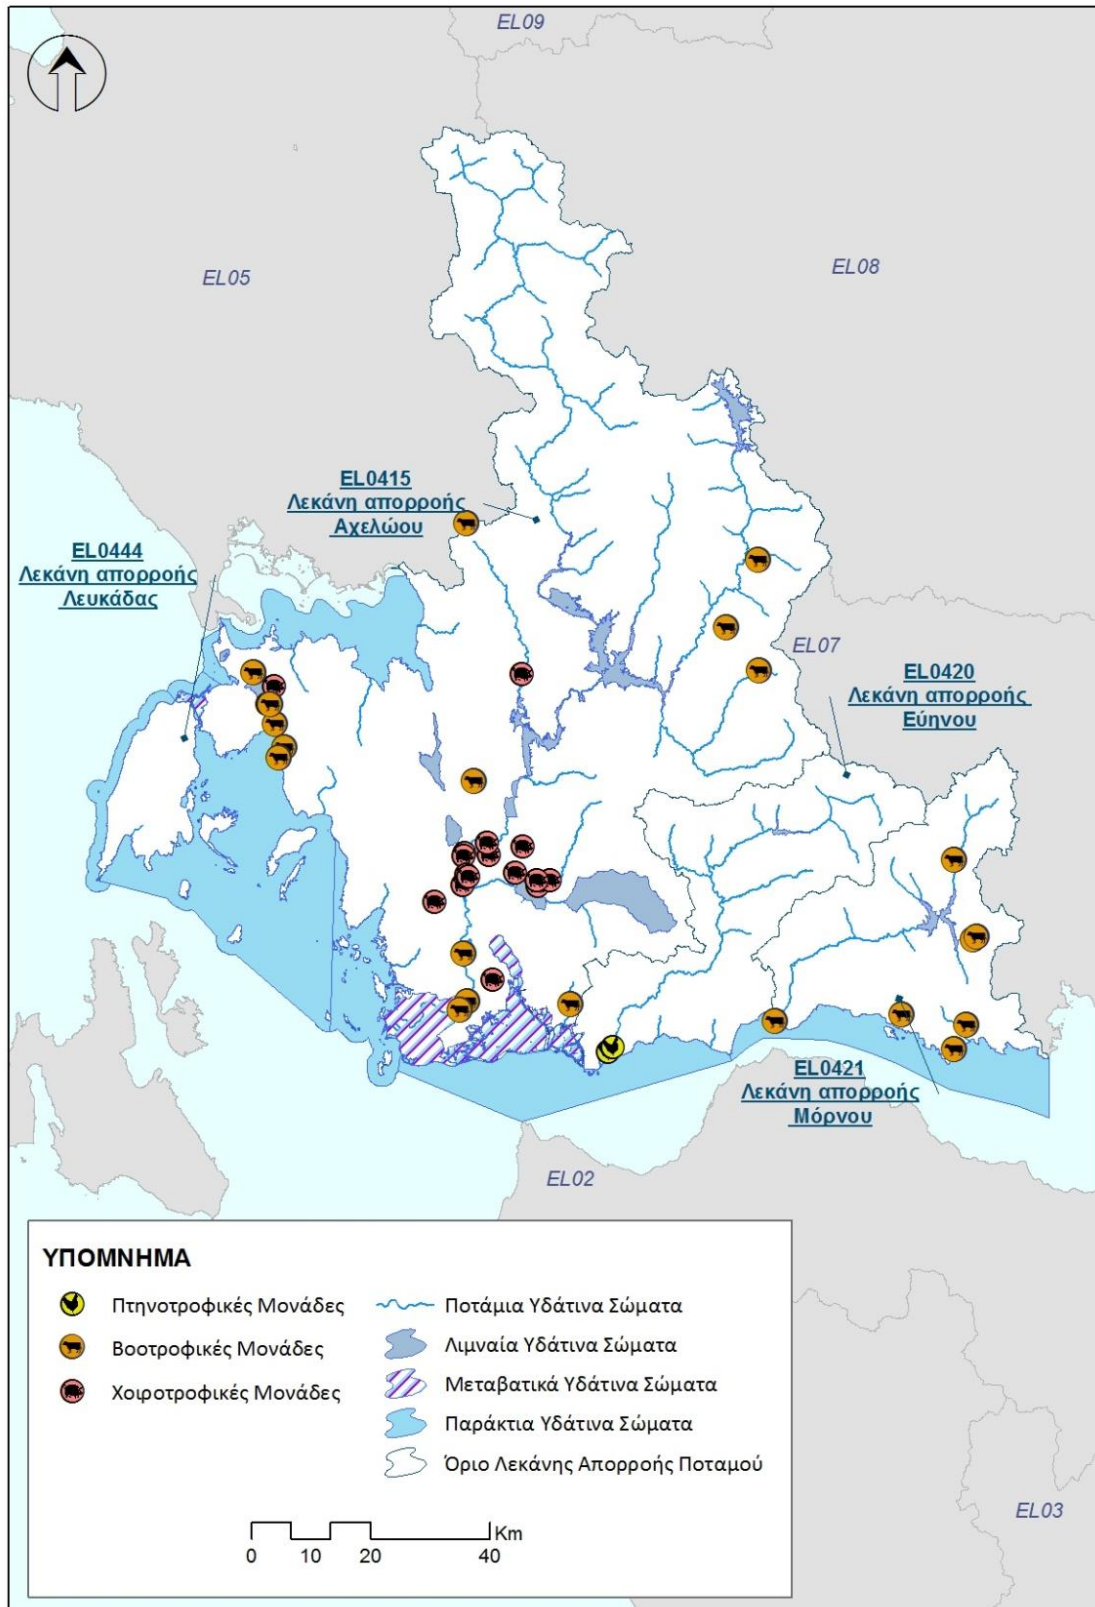 EL09
EL05
EL08
EL0415
Λεκάνη απορροής
Αχελώου
EL0444
Λεκάνη απορροής
Λευκάδας
EL07
EL0420
Λεκάνη απορροής
Εύηνου
EL0421
Λεκάνη απορροής
Μόρνου
EL02
ΥΠΟΜΝΗΜΑ
Πτηνοτροφικές Μονάδες
Βοοτροφικές Μονάδες
Χοιροτροφικές Μονάδες
Ποτάμια Υδάτινα Σώματα
Λιμναία Υδάτινα Σώματα
Μεταβατικά Υδάτινα Σώματα
Παράκτια Υδάτινα Σώματα
Όριο Λεκάνης Απορροής Ποταμού
Km
0 10 20 40
EL03